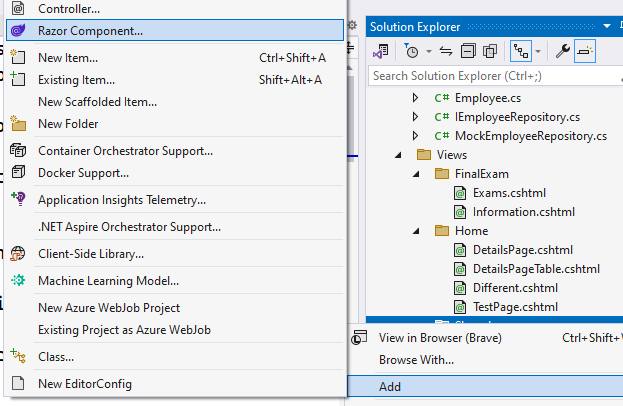 Controller...
Razor Component...
New Item... Ctrl+Shift+A
Existing Item... Shift+Alt+A
New Scaffolded Item...
New Folder
Container Orchestrator Support...
Docker Support...
Application Insights Telemetry...
.NET Aspire Orchestrator Support...
Client-Side Library...
Machine Learning Model...
New Azure WebJob Project
Existing Project as Azure WebJob
Class...
New EditorConfig
Solution Explorer
Search Solution Explorer (Ctrl+;)
C# Employee.cs
C# IEmployeeRepository.cs
C# MockEmployeeRepository.cs
Views
FinalExam
Exams.cshtml
Information.cshtml
Home
DetailsPage.cshtml
DetailsPageTable.cshtml
Different.cshtml
TestPage.cshtml
View in Browser (Brave) Ctrl+Shift+
Browse With...
Add